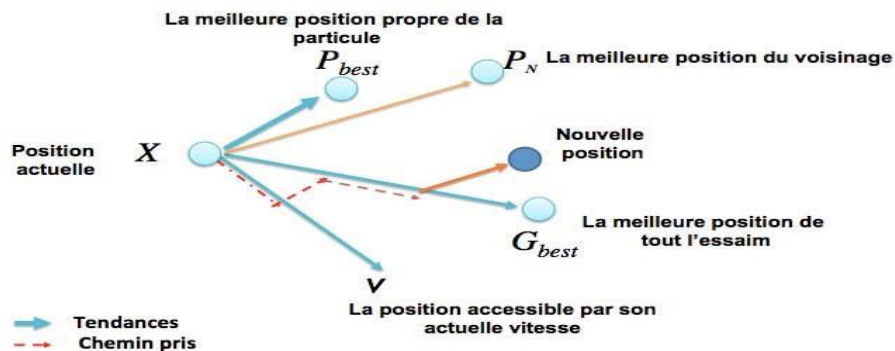 La meilleure position propre de la
particule
P_best
P_N La meilleure position du voisinage
Position
actuelle
X
Nouvelle
position
La meilleure position de
tout l'essaim
G_best
v
La position accessible par son
actuelle vitesse
Tendances
Chemin pris